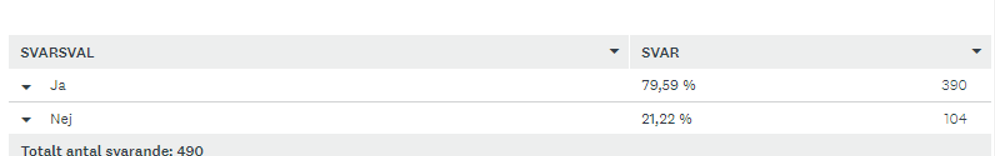 SVARSVAL SVAR
Ja 79,59 % 390
Nej 21,22 % 104
Totalt antal svarande: 490